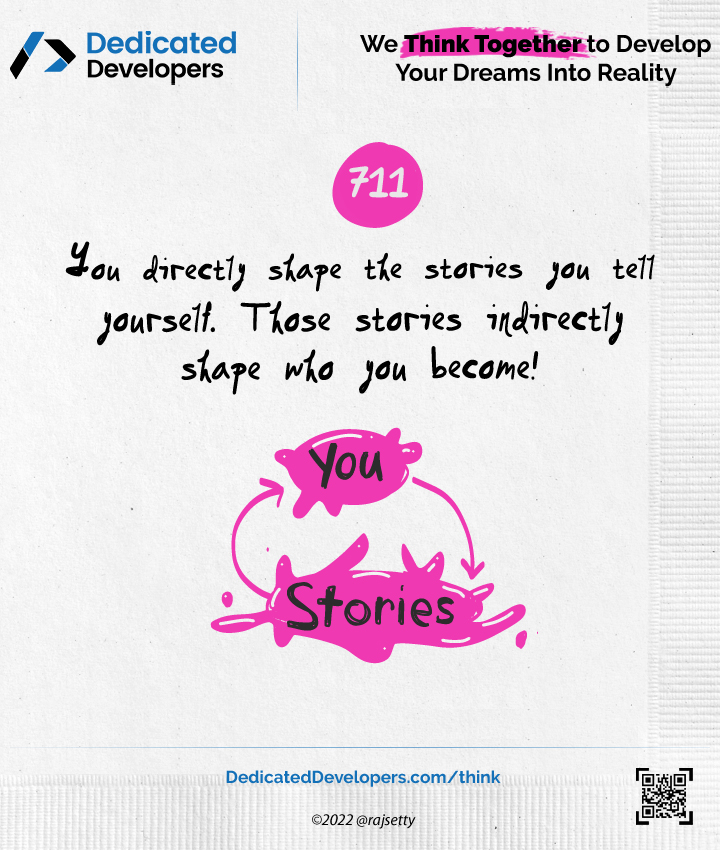 Dedicated
Developers
We Think Together to Develop
Your Dreams Into Reality
711
You directly shape the stories you tell
yourself. Those stories indirectly
shape who you become!
You
Stories
DedicatedDevelopers.com/think
©2022 @rajsetty